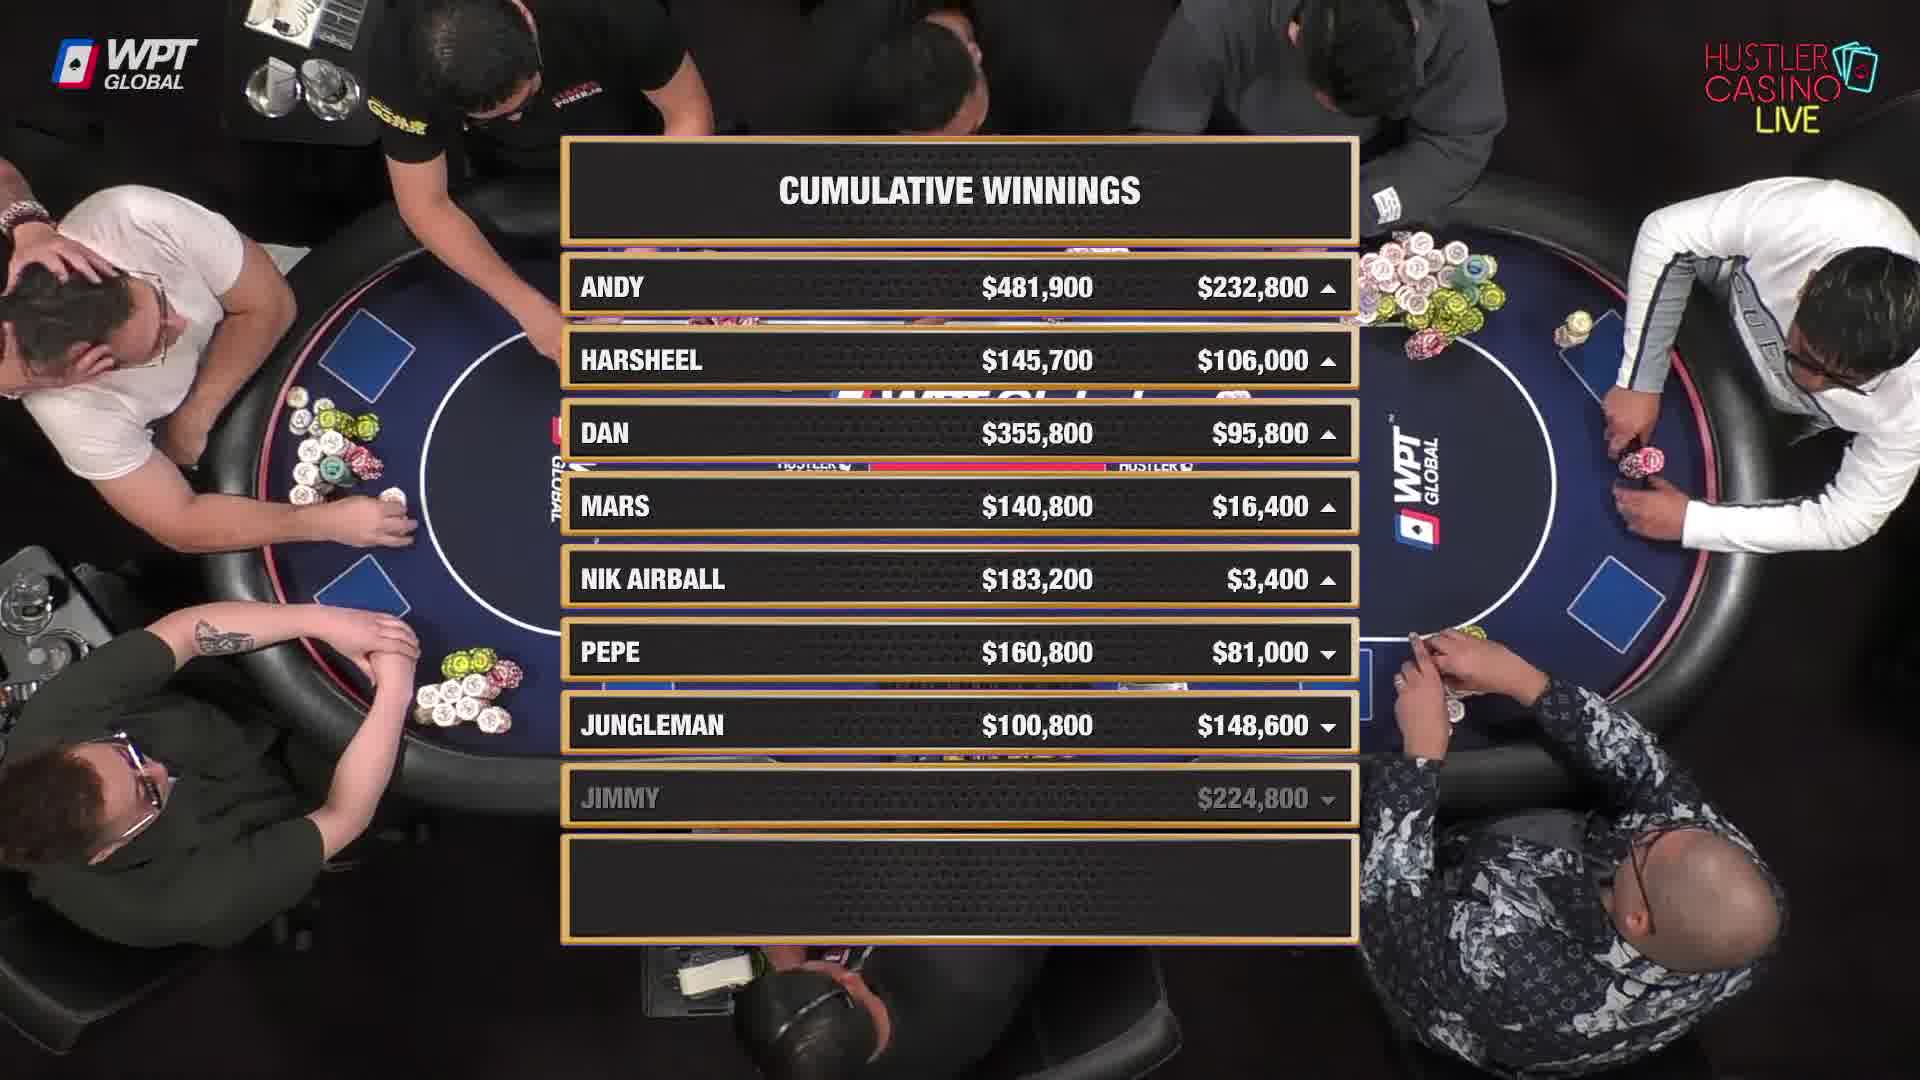 WPT
GLOBAL
HUSTLER
CASINO
LIVE
CUMULATIVE WINNINGS
ANDY $481,900 $232,800 ▲
HARSHEEL $145,700 $106,000 ▲
DAN $355,800 $95,800 ▲
MARS $140,800 $16,400 ▲
NIK AIRBALL $183,200 $3,400 ▲
PEPE $160,800 $81,000 ▼
JUNGLEMAN $100,800 $148,600 ▼
JIMMY $224,800 ▼
HUSTLER
HUSTLER
WPT
GLOBAL